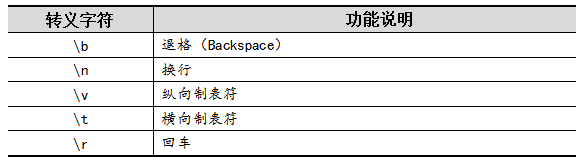 转义字符 功能说明
\b 退格（Backspace）
\n 换行
\v 纵向制表符
\t 横向制表符
\r 回车